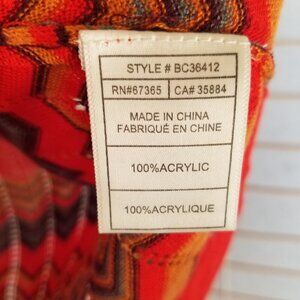 STYLE # BC36412
RN#67365 CA# 35884
MADE IN CHINA
FABRIQUÉ EN CHINE
100%ACRYLIC
100%ACRYLIQUE